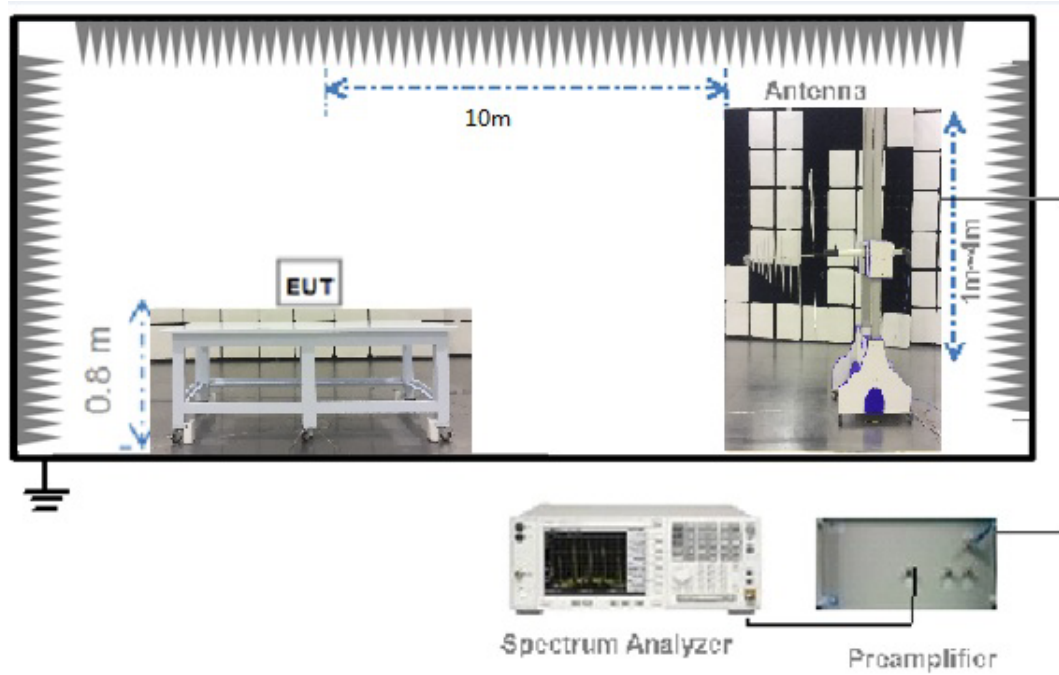 Antenna
10m
EUT
1m~4m
0.8 m
Spectrum Analyzer
Preamplifier